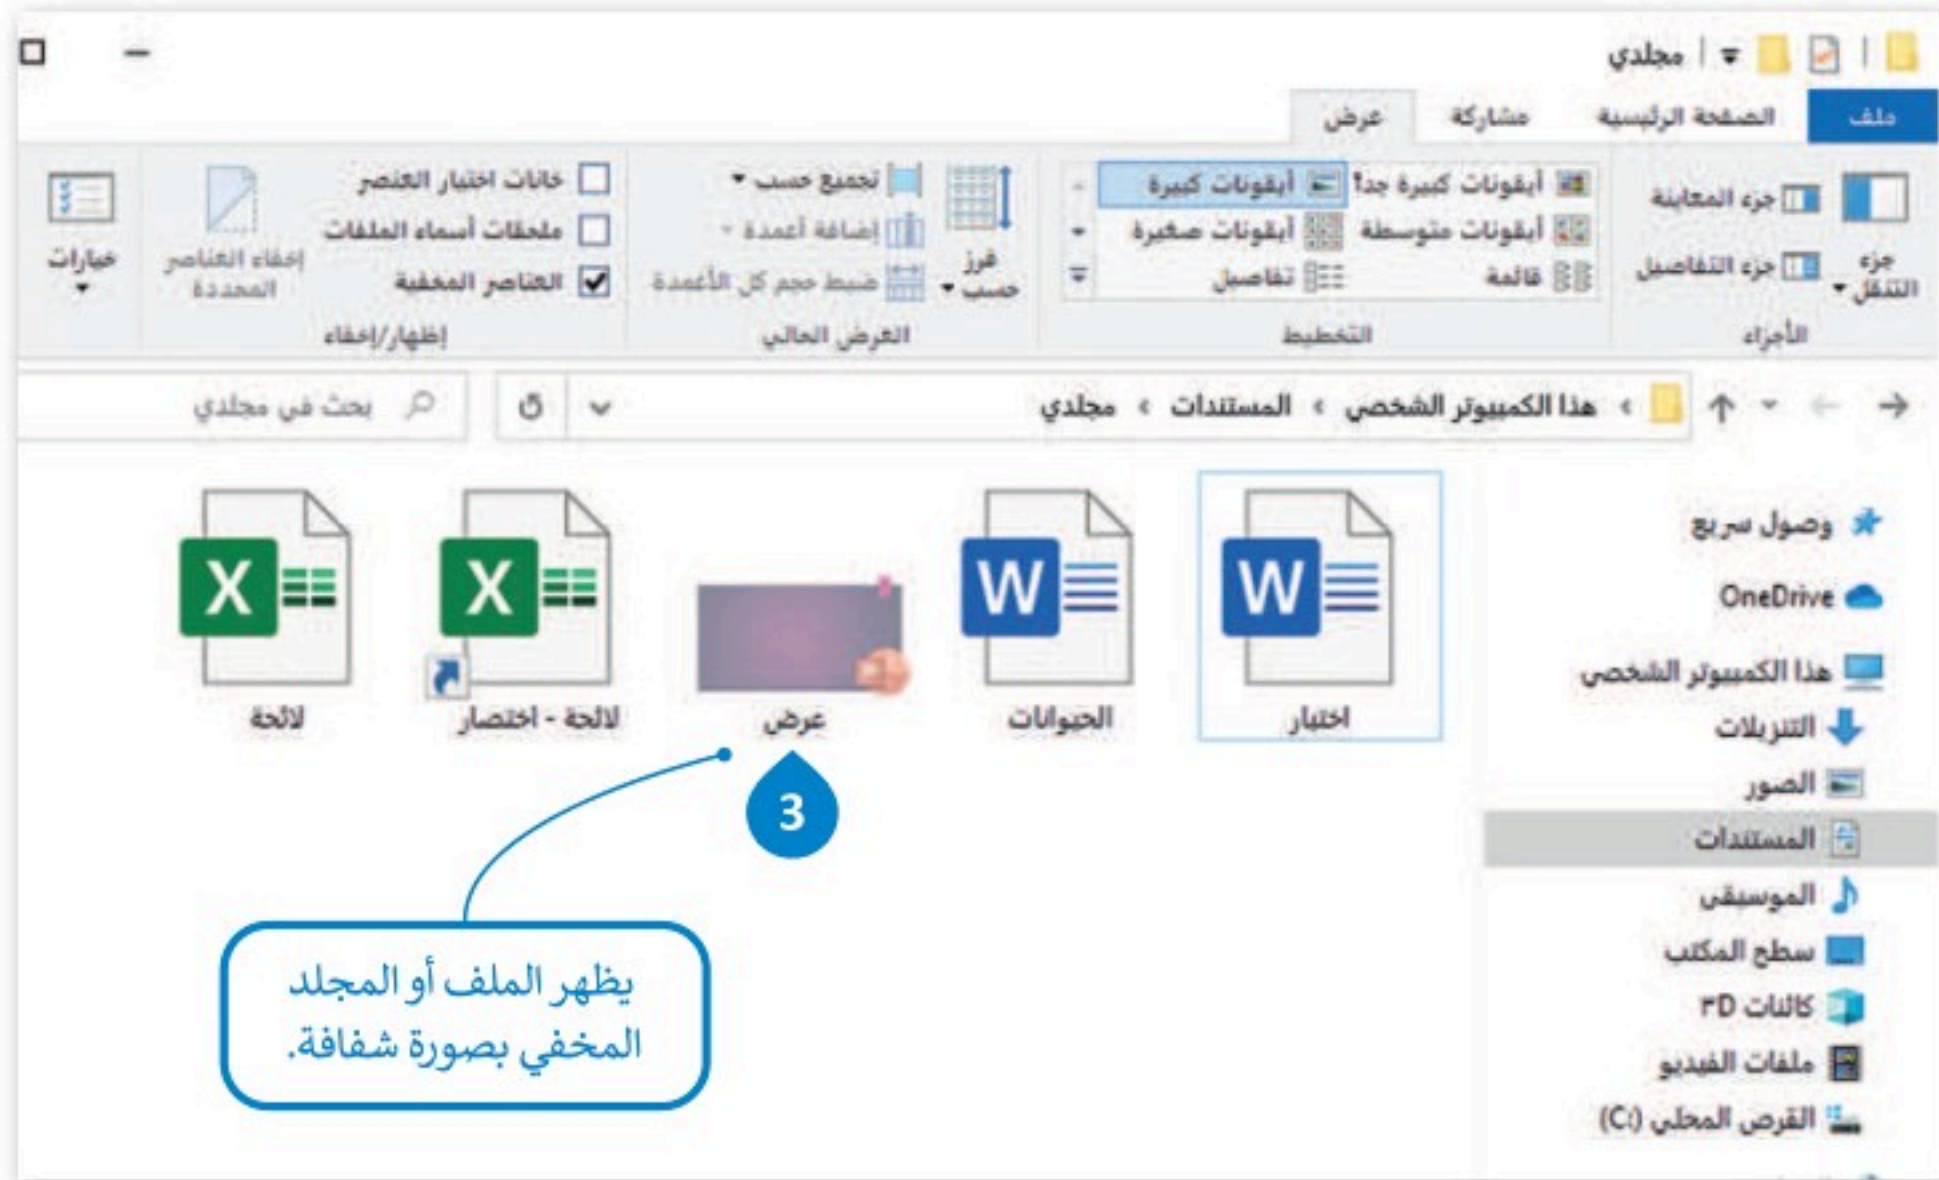 مجلدي
ملف الصفحة الرئيسية مشاركة عرض
جزء التنقل
جزء المعاينة
جزء التفاصيل
الأجزاء
أيقونات كبيرة جدا؟ أيقونات كبيرة
أيقونات متوسطة أيقونات صغيرة
قائمة تفاصيل
التخطيط
فرز حسب
تجميع حسب
إضافة أعمدة
ضبط حجم كل الأعمدة
العرض الحالي
خانات اختيار العنصر
ملحقات أسماء الملفات
العناصر المخفية
إخفاء العناصر
المحددة
إظهار/إخفاء
خيارات
هذا الكمبيوتر الشخصي › المستندات › مجلدي
بحث في مجلدي
وصول سريع
OneDrive
هذا الكمبيوتر الشخصي
التنزيلات
الصور
المستندات
الموسيقى
سطح المكتب
كائنات ٣D
ملفات الفيديو
القرص المحلي (C:)
W W X X
اختبار الحيوانات عرض لائحة - اختصار لائحة
3
يظهر الملف أو المجلد
المخفي بصورة شفافة.